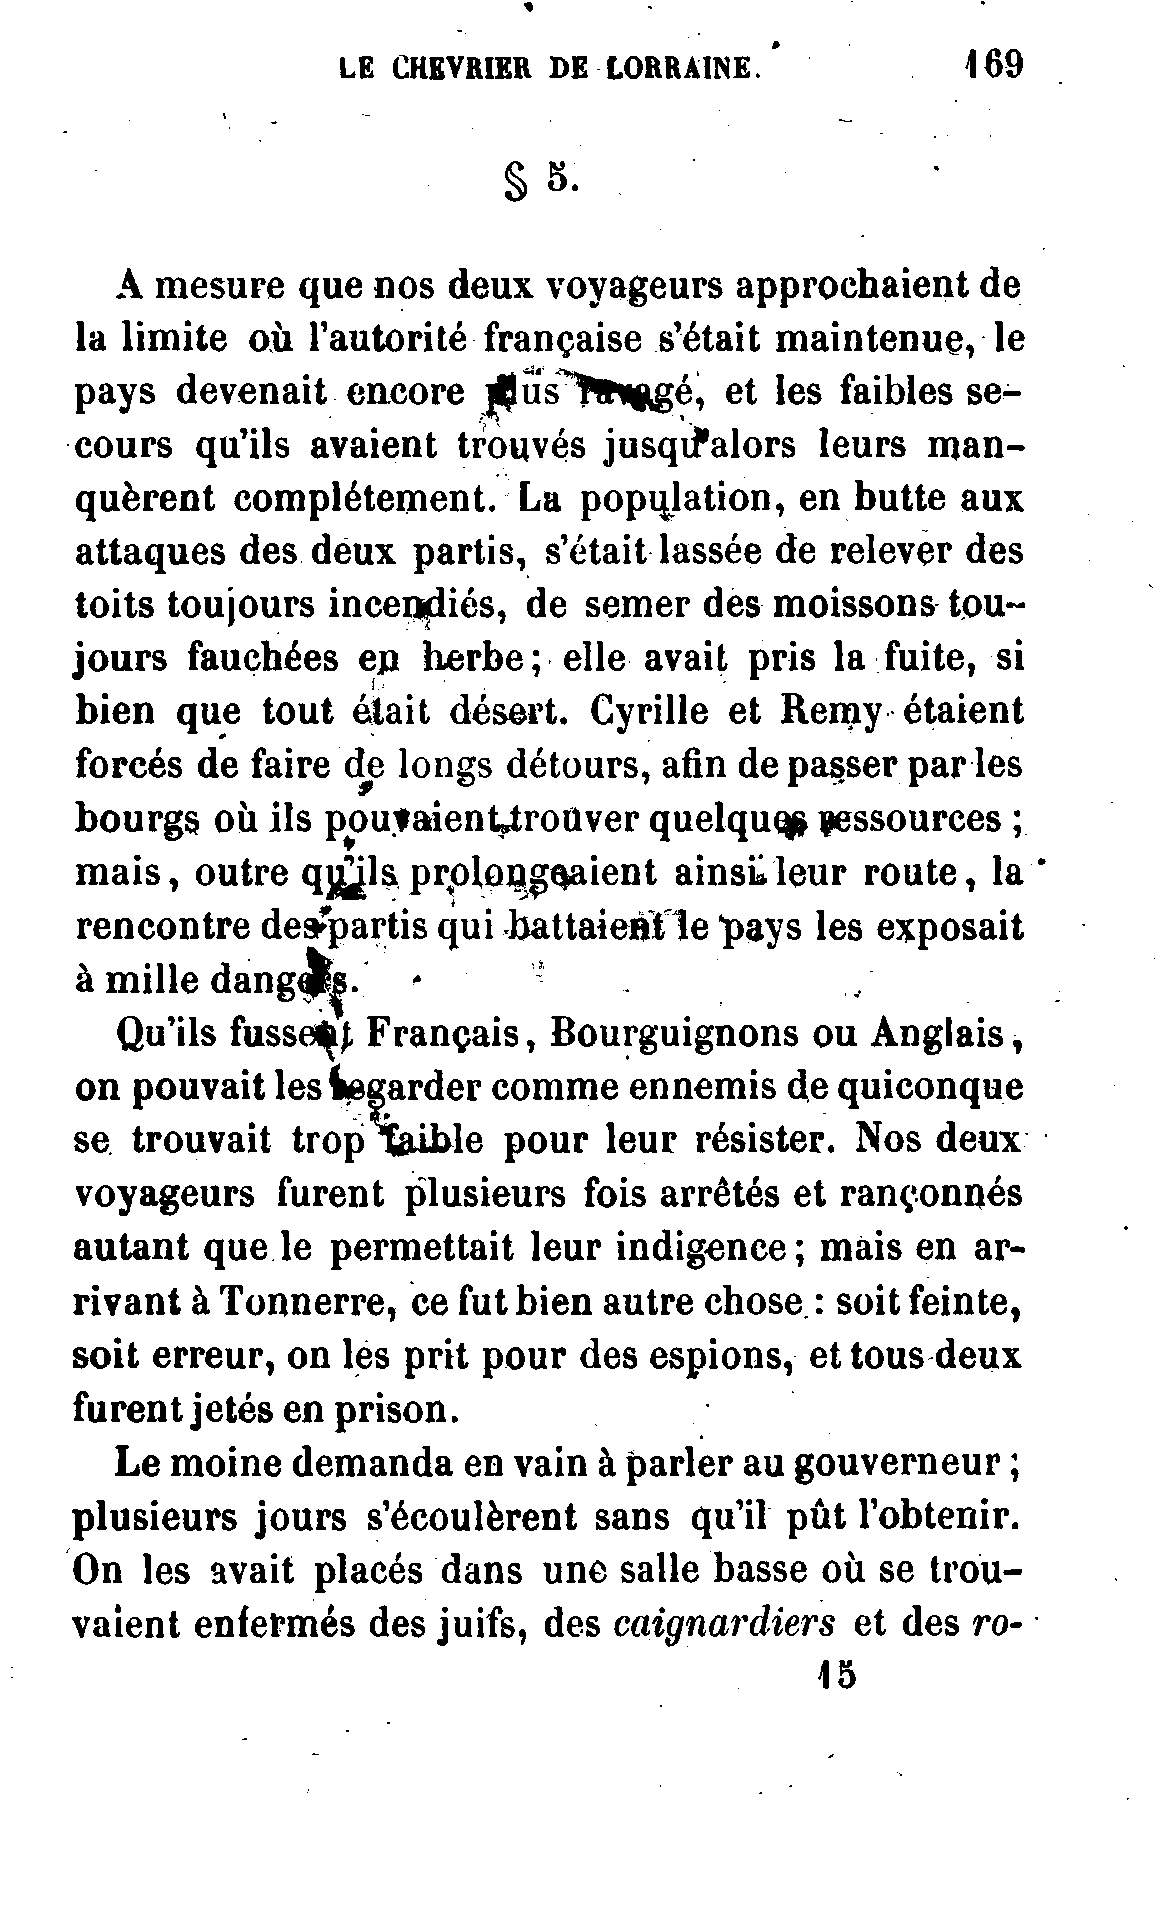 LE CHEVRIER DE LORRAINE. 169
§ 5.
A mesure que nos deux voyageurs approchaient de
la limite où l'autorité française s'était maintenue, le
pays devenait encore plus ravagé, et les faibles se-
cours qu'ils avaient trouvés jusqu'alors leurs man-
quèrent complétement. La population, en butte aux
attaques des deux partis, s'était lassée de relever des
toits toujours incendiés, de semer des moissons tou-
jours fauchées en herbe; elle avait pris la fuite, si
bien que tout était désert. Cyrille et Remy étaient
forcés de faire de longs détours, afin de passer par les
bourgs où ils pouvaient trouver quelques ressources ;
mais, outre qu'ils prolongeaient ainsi leur route, la
rencontre des partis qui battaient le pays les exposait
à mille dangers.
Qu'ils fussent Français, Bourguignons ou Anglais,
on pouvait les regarder comme ennemis de quiconque
se trouvait trop faible pour leur résister. Nos deux
voyageurs furent plusieurs fois arrêtés et rançonnés
autant que le permettait leur indigence; mais en ar-
rivant à Tonnerre, ce fut bien autre chose : soit feinte,
soit erreur, on les prit pour des espions, et tous deux
furent jetés en prison.
Le moine demanda en vain à parler au gouverneur ;
plusieurs jours s'écoulèrent sans qu'il pût l'obtenir.
On les avait placés dans une salle basse où se trou-
vaient enfermés des juifs, des caignardiers et des ro-
15